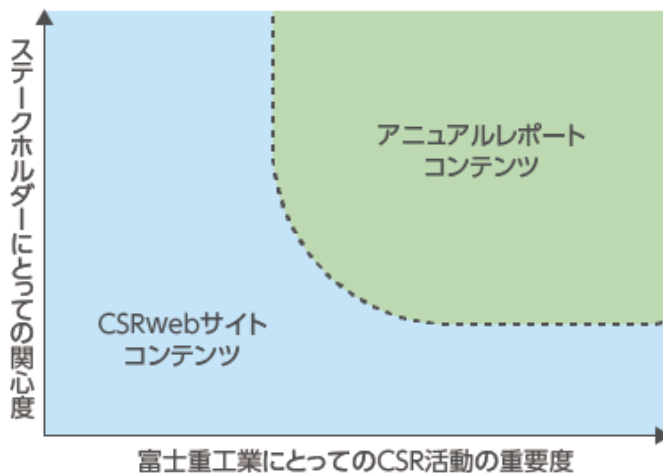 ステークホルダーにとっての関心度
アニュアルレポート
コンテンツ
CSRwebサイト
コンテンツ
富士重工業にとってのCSR活動の重要度